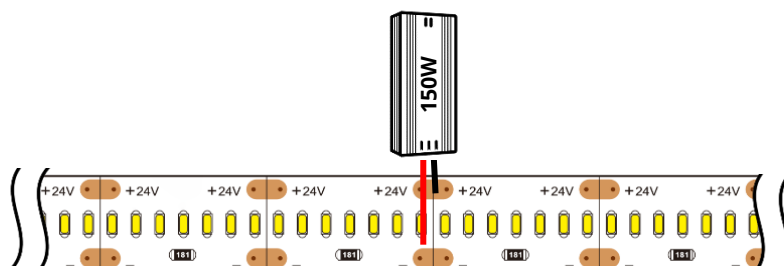 150W
+24V +24V +24V +24V +24V +24V +24V +24V +24V
− − − − − − − − −
181 181 181 181